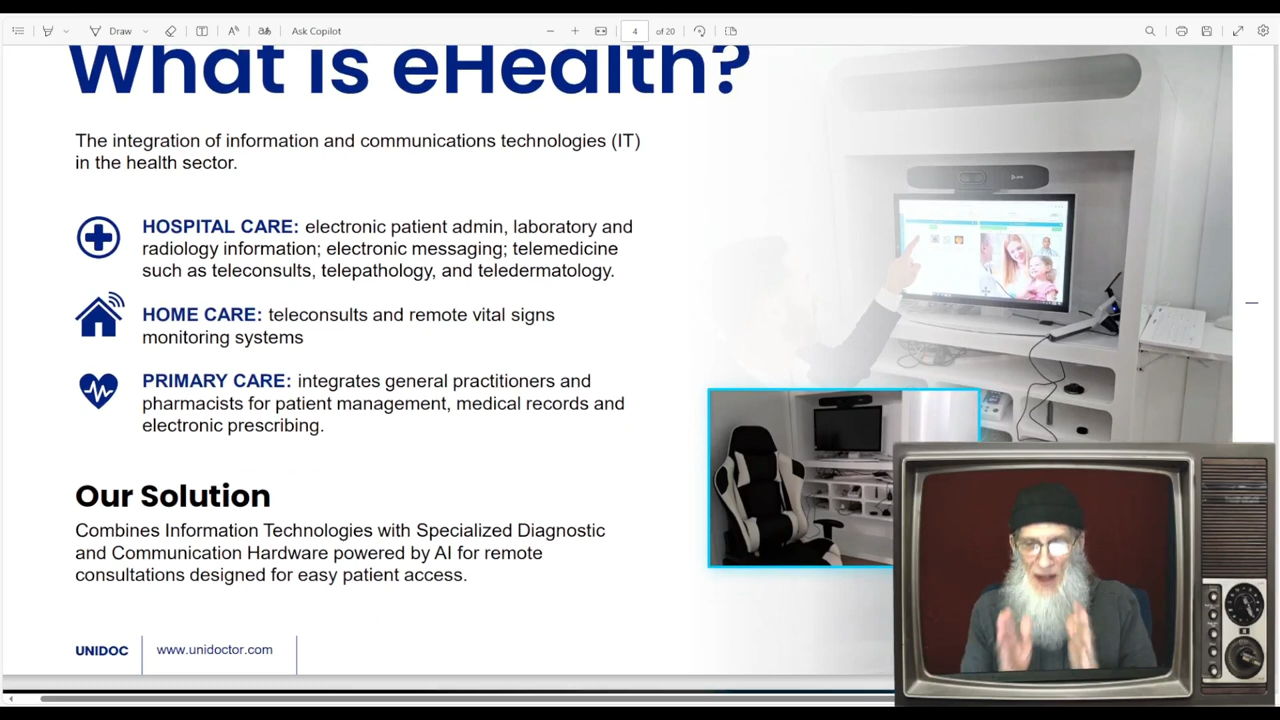 Draw
Ask Copilot
4
of 20
What is eHealth?
The integration of information and communications technologies (IT)
in the health sector.
HOSPITAL CARE: electronic patient admin, laboratory and
radiology information; electronic messaging; telemedicine
such as teleconsults, telepathology, and teledermatology.
HOME CARE: teleconsults and remote vital signs
monitoring systems
PRIMARY CARE: integrates general practitioners and
pharmacists for patient management, medical records and
electronic prescribing.
Our Solution
Combines Information Technologies with Specialized Diagnostic
and Communication Hardware powered by AI for remote
consultations designed for easy patient access.
UNIDOC
www.unidoctor.com